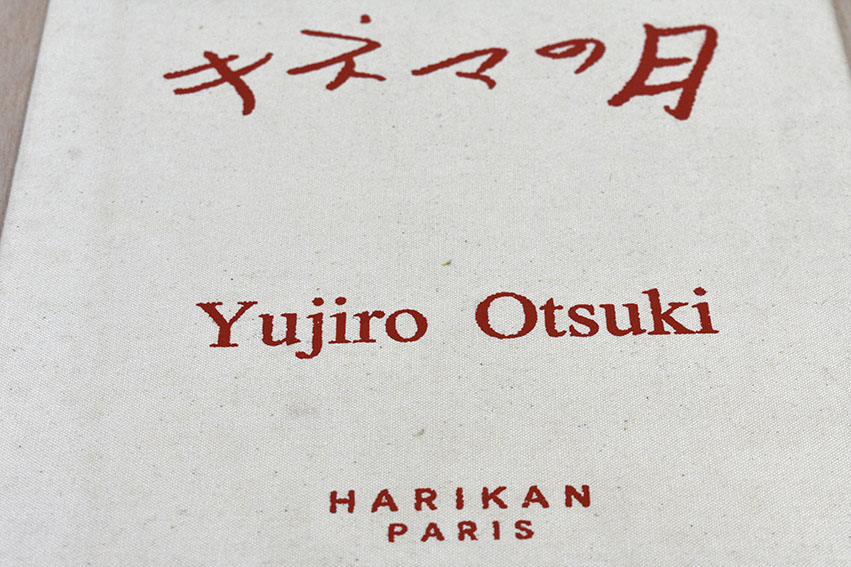 キネマの月
Yujiro Otsuki
HARIKAN
PARIS